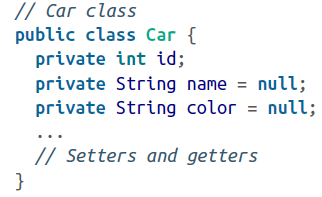 // Car class
public class Car {
  private int id;
  private String name = null;
  private String color = null;
  ...
  // Setters and getters
}